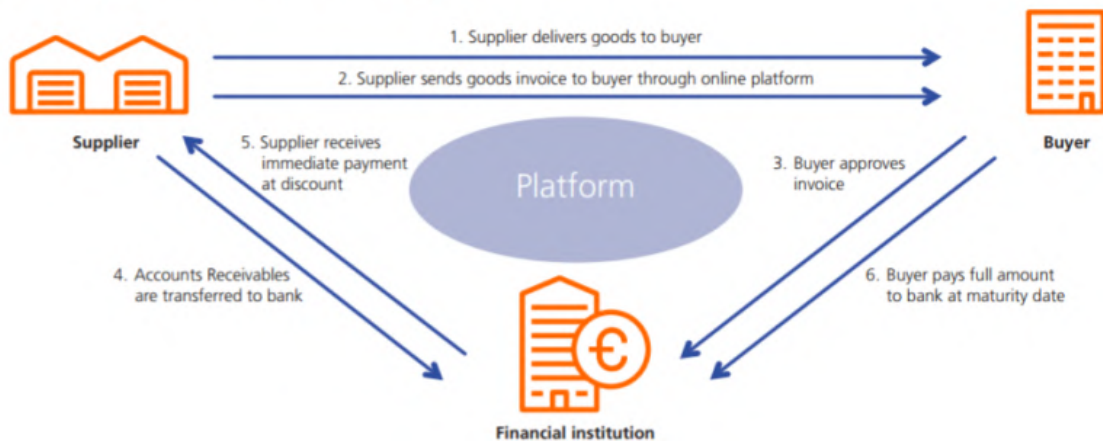 1. Supplier delivers goods to buyer
2. Supplier sends goods invoice to buyer through online platform
Supplier
Buyer
5. Supplier receives
immediate payment
at discount
Platform
3. Buyer approves
invoice
4. Accounts Receivables
are transferred to bank
6. Buyer pays full amount
to bank at maturity date
€
Financial institution